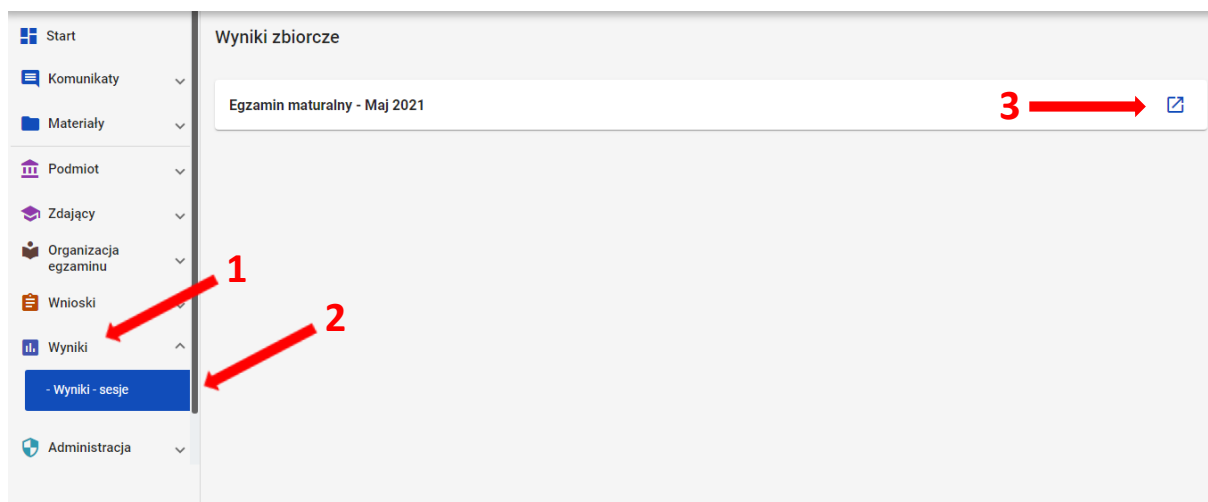 Start
Komunikaty
Materiały
Podmiot
Zdający
Organizacja
egzaminu
Wnioski
Wyniki
- Wyniki - sesje
Administracja
Wyniki zbiorcze
Egzamin maturalny - Maj 2021
3
1
2